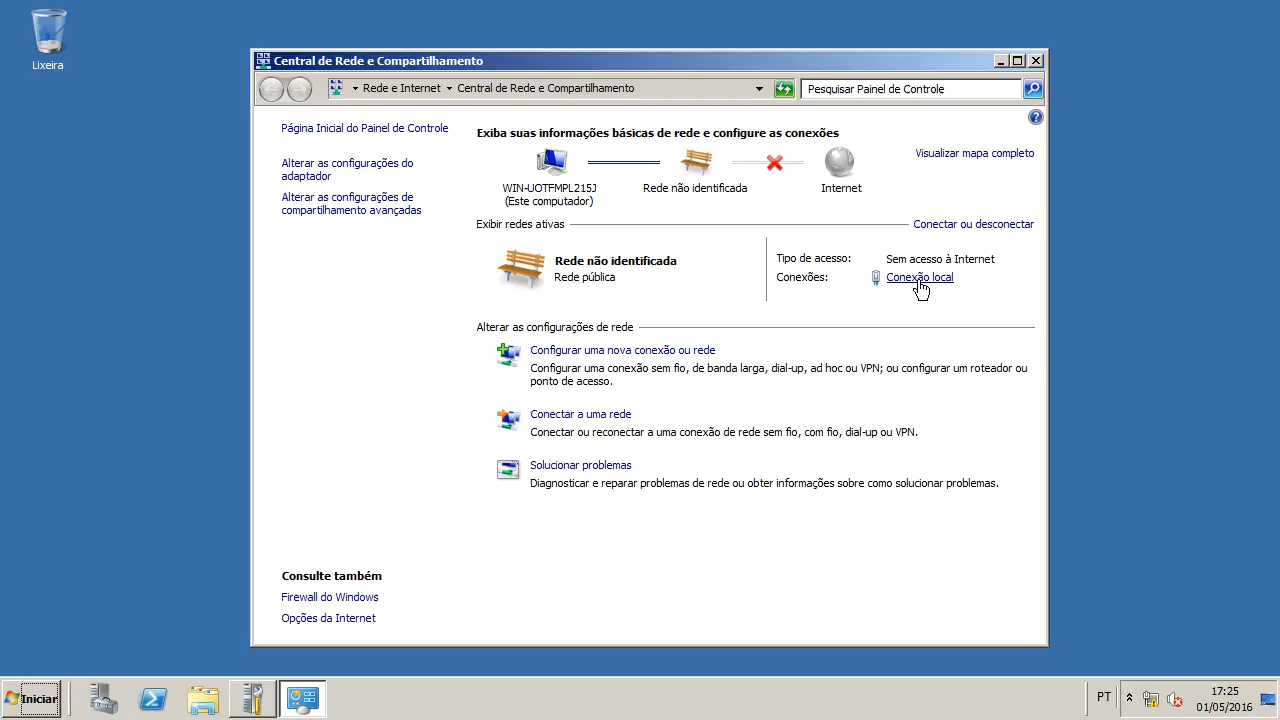 Lixeira
Central de Rede e Compartilhamento
Rede e Internet
Central de Rede e Compartilhamento
Pesquisar Painel de Controle
Página Inicial do Painel de Controle
Alterar as configurações do
adaptador
Alterar as configurações de
compartilhamento avançadas
Exiba suas informações básicas de rede e configure as conexões
Visualizar mapa completo
WIN-UOTFMPL215J
(Este computador)
Rede não identificada
Internet
Exibir redes ativas
Conectar ou desconectar
Rede não identificada
Rede pública
Tipo de acesso:
Sem acesso à Internet
Conexões:
Conexão local
Alterar as configurações de rede
Configurar uma nova conexão ou rede
Configurar uma conexão sem fio, de banda larga, dial-up, ad hoc ou VPN; ou configurar um roteador ou
ponto de acesso.
Conectar a uma rede
Conectar ou reconectar a uma conexão de rede sem fio, com fio, dial-up ou VPN.
Solucionar problemas
Diagnosticar e reparar problemas de rede ou obter informações sobre como solucionar problemas.
Consulte também
Firewall do Windows
Opções da Internet
Iniciar
PT
17:25
01/05/2016